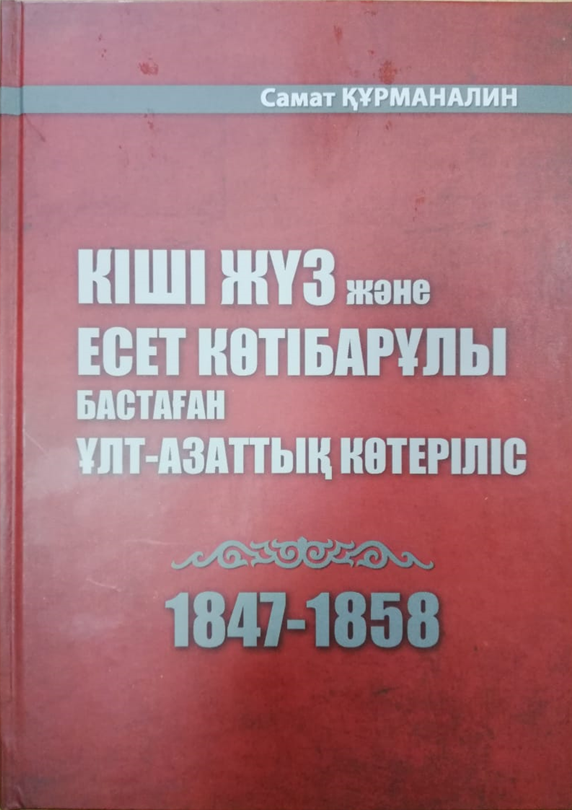 Самат ҚҰРМАНАЛИН
КІШІ ЖҮЗ және
ЕСЕТ КӨТІБАРҰЛЫ
БАСТАҒАН
ҰЛТ-АЗАТТЫҚ КӨТЕРІЛІС
1847-1858